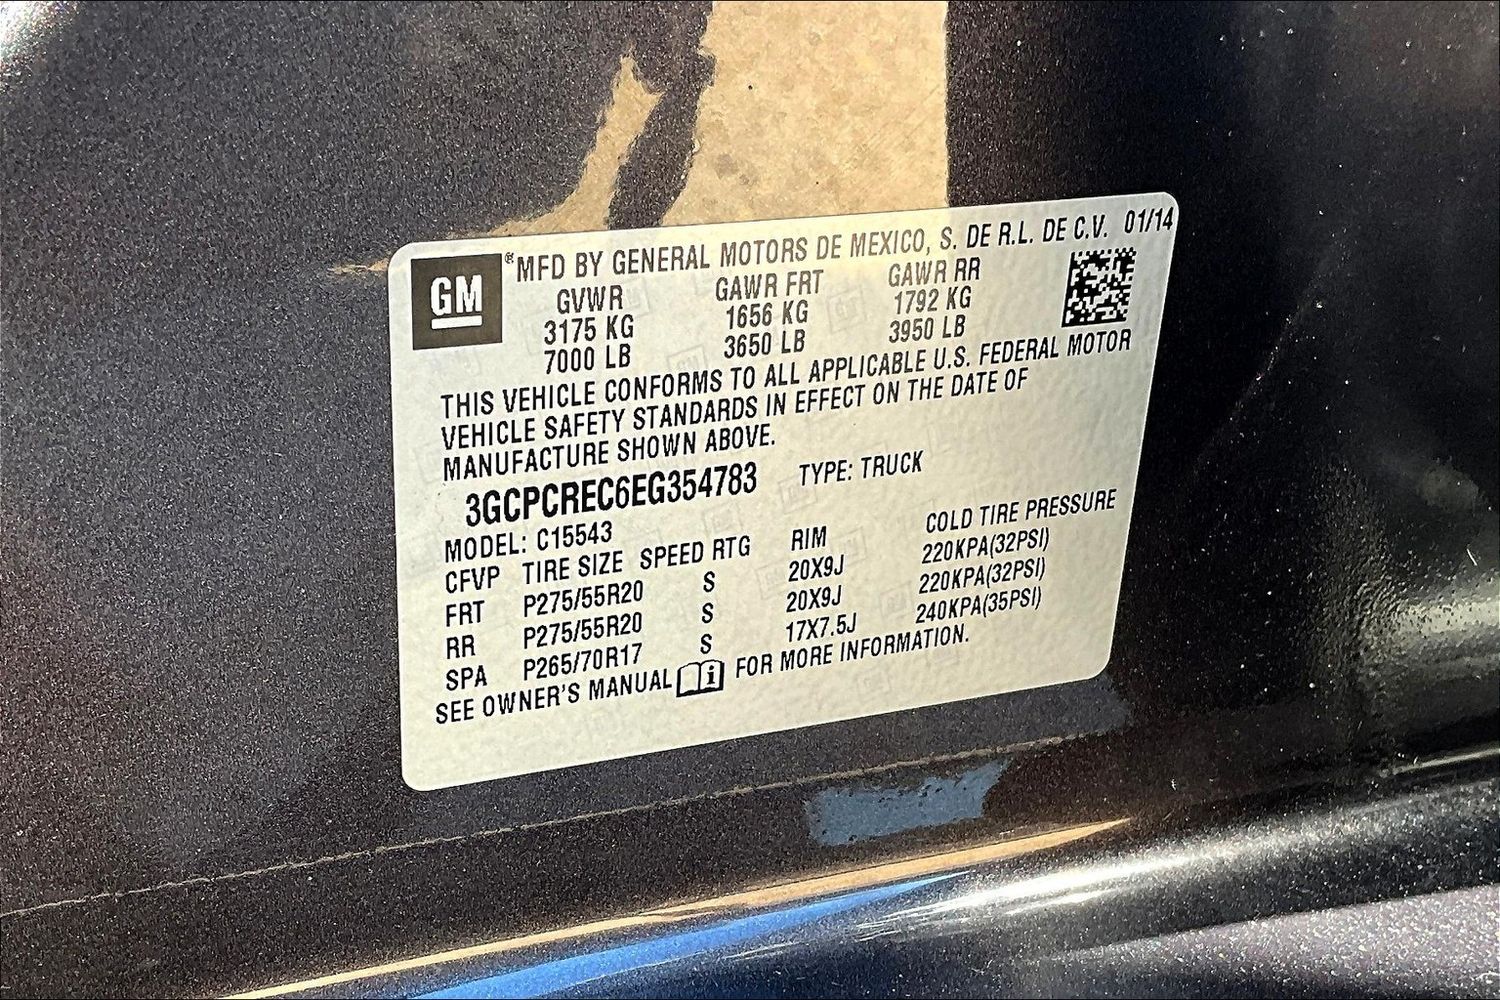 GM ® MFD BY GENERAL MOTORS DE MEXICO, S. DE R.L. DE C.V. 01/14
GVWR GAWR FRT GAWR RR
3175 KG 1656 KG 1792 KG
7000 LB 3650 LB 3950 LB
THIS VEHICLE CONFORMS TO ALL APPLICABLE U.S. FEDERAL MOTOR
VEHICLE SAFETY STANDARDS IN EFFECT ON THE DATE OF
MANUFACTURE SHOWN ABOVE.
3GCPCREC6EG354783 TYPE: TRUCK
MODEL: C15543
CFVP TIRE SIZE SPEED RTG RIM COLD TIRE PRESSURE
FRT P275/55R20 S 20X9J 220KPA(32PSI)
RR P275/55R20 S 20X9J 220KPA(32PSI)
SPA P265/70R17 S 17X7.5J 240KPA(35PSI)
SEE OWNER'S MANUAL FOR MORE INFORMATION.